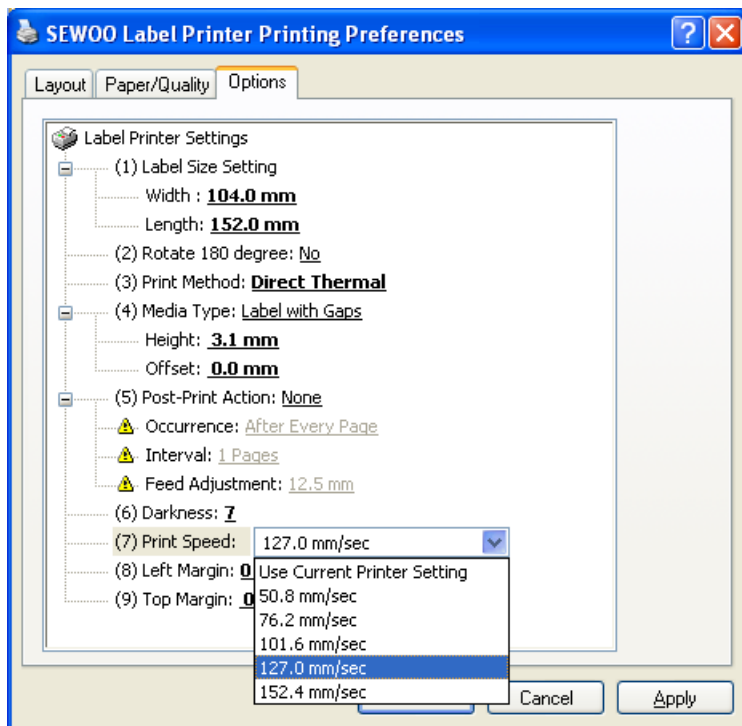 SEWOO Label Printer Printing Preferences
Layout Paper/Quality Options
Label Printer Settings
(1) Label Size Setting
Width : 104.0 mm
Length: 152.0 mm
(2) Rotate 180 degree: No
(3) Print Method: Direct Thermal
(4) Media Type: Label with Gaps
Height: 3.1 mm
Offset: 0.0 mm
(5) Post-Print Action: None
Occurrence: After Every Page
Interval: 1 Pages
Feed Adjustment: 12.5 mm
(6) Darkness: 7
(7) Print Speed: 127.0 mm/sec
(8) Left Margin: 0
(9) Top Margin: 0
Use Current Printer Setting
50.8 mm/sec
76.2 mm/sec
101.6 mm/sec
127.0 mm/sec
152.4 mm/sec
Cancel Apply